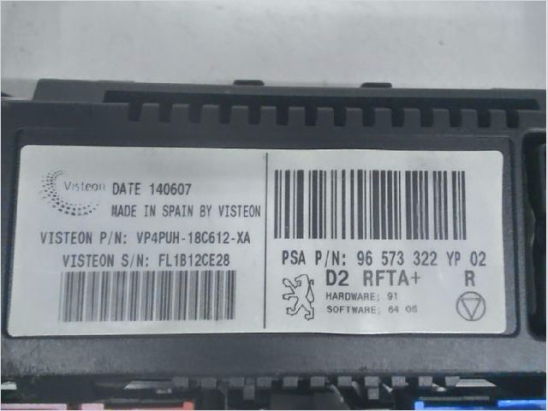 Visteon
DATE 140607
MADE IN SPAIN BY VISTEON
VISTEON P/N: VP4PUH-18C612-XA
VISTEON S/N: FL1B12CE28
PSA P/N: 96 573 322 YP 02
D2 RFTA+ R
HARDWARE: 91
SOFTWARE: 64 06